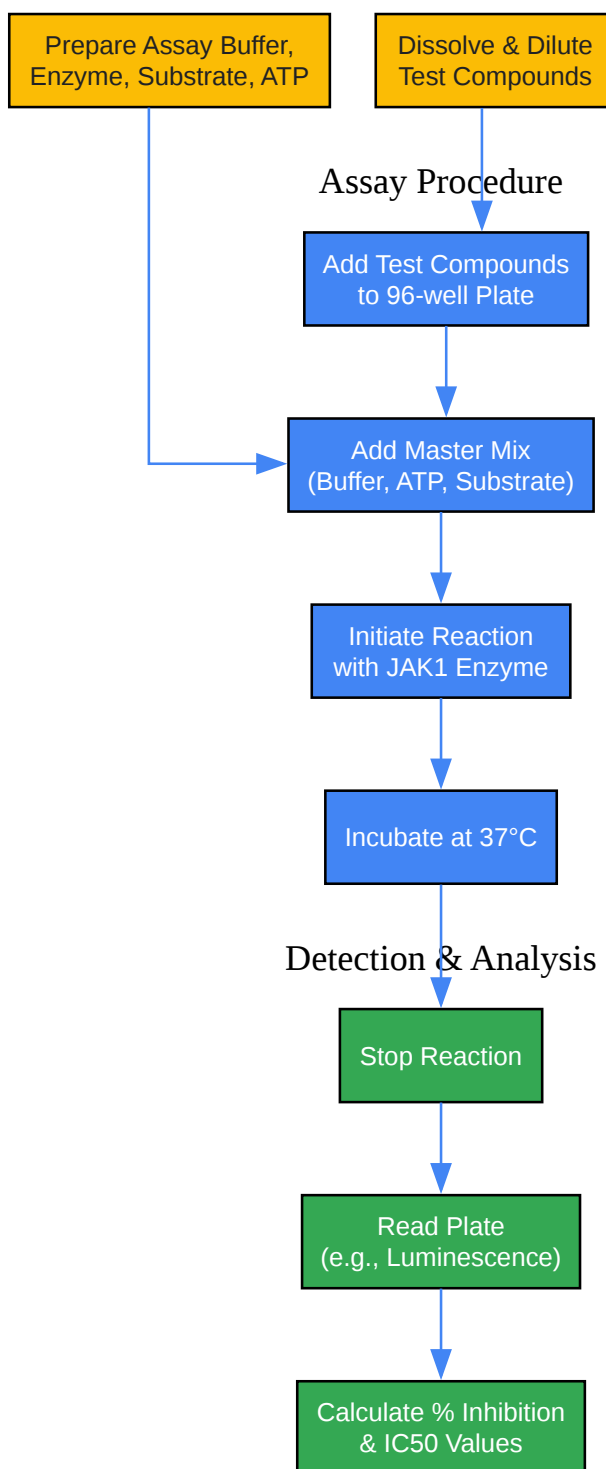 Prepare Assay Buffer,
Enzyme, Substrate, ATP
Dissolve & Dilute
Test Compounds
Assay Procedure
Add Test Compounds
to 96-well Plate
Add Master Mix
(Buffer, ATP, Substrate)
Initiate Reaction
with JAK1 Enzyme
Incubate at 37°C
Detection & Analysis
Stop Reaction
Read Plate
(e.g., Luminescence)
Calculate % Inhibition
& IC50 Values